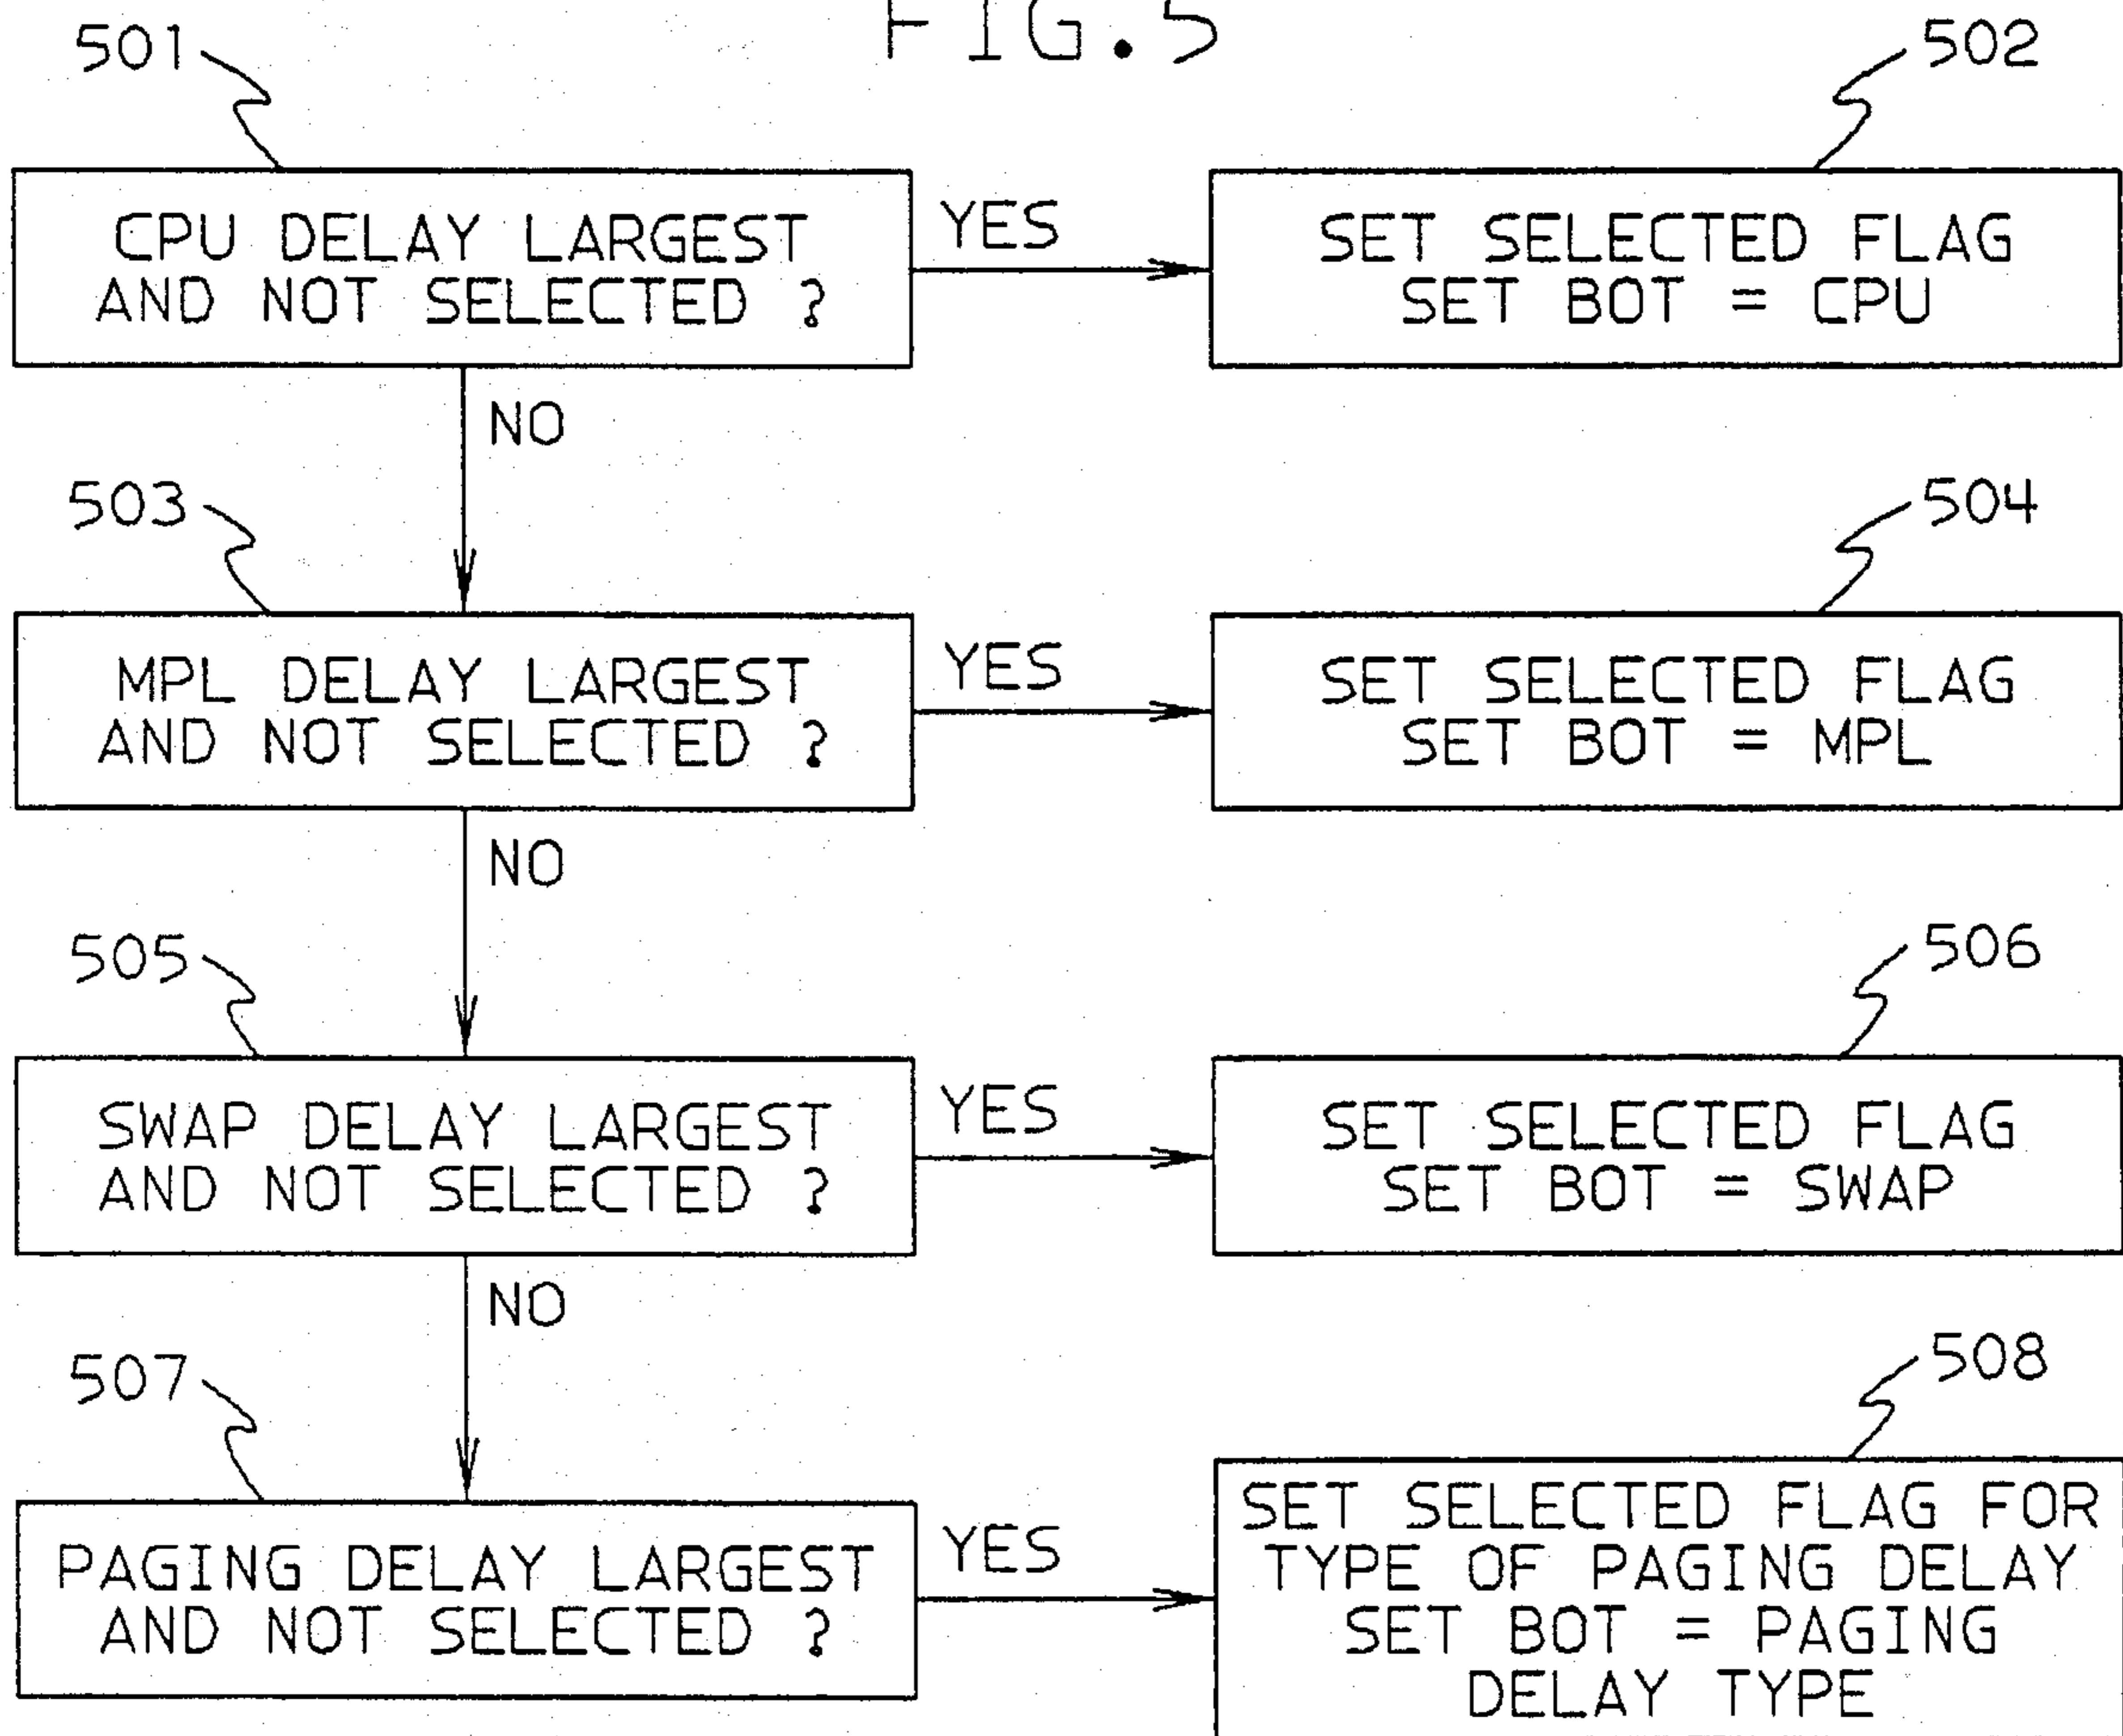 FIG.5
501
502
CPU DELAY LARGEST
AND NOT SELECTED ?
YES
SET SELECTED FLAG
SET BOT = CPU
NO
503
504
MPL DELAY LARGEST
AND NOT SELECTED ?
YES
SET SELECTED FLAG
SET BOT = MPL
NO
505
506
SWAP DELAY LARGEST
AND NOT SELECTED ?
YES
SET SELECTED FLAG
SET BOT = SWAP
NO
507
508
PAGING DELAY LARGEST
AND NOT SELECTED ?
YES
SET SELECTED FLAG FOR
TYPE OF PAGING DELAY
SET BOT = PAGING
DELAY TYPE